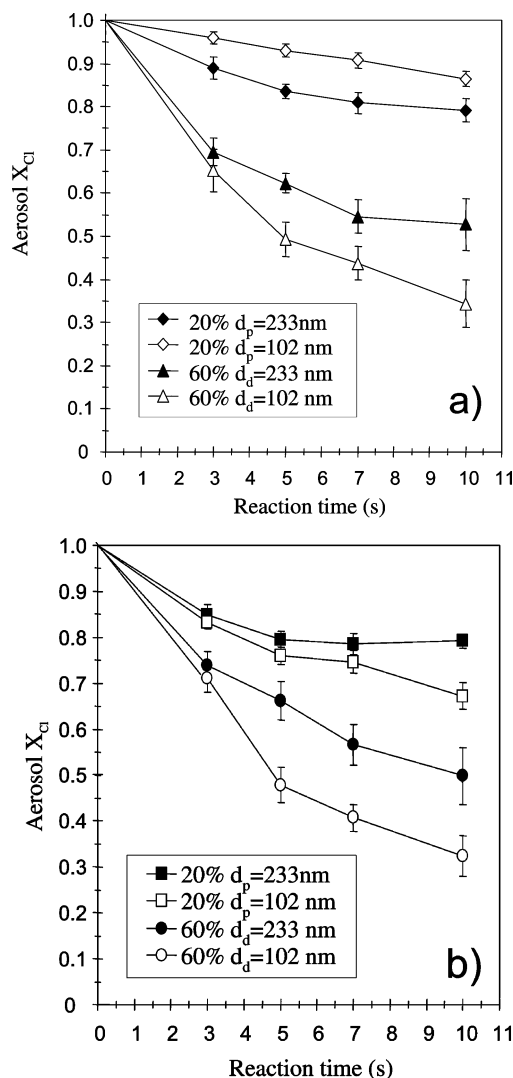 1.0
0.9
0.8
0.7
0.6
0.5
0.4
0.3
0.2
0.1
0
Aerosol X_Cl
20% d_p=233nm
20% d_p=102 nm
60% d_d=233 nm
60% d_d=102 nm
a)
0 1 2 3 4 5 6 7 8 9 10 11
Reaction time (s)
1.0
0.9
0.8
0.7
0.6
0.5
0.4
0.3
0.2
0.1
0
Aerosol X_Cl
20% d_p=233nm
20% d_p=102 nm
60% d_d=233 nm
60% d_d=102 nm
b)
0 1 2 3 4 5 6 7 8 9 10 11
Reaction time (s)